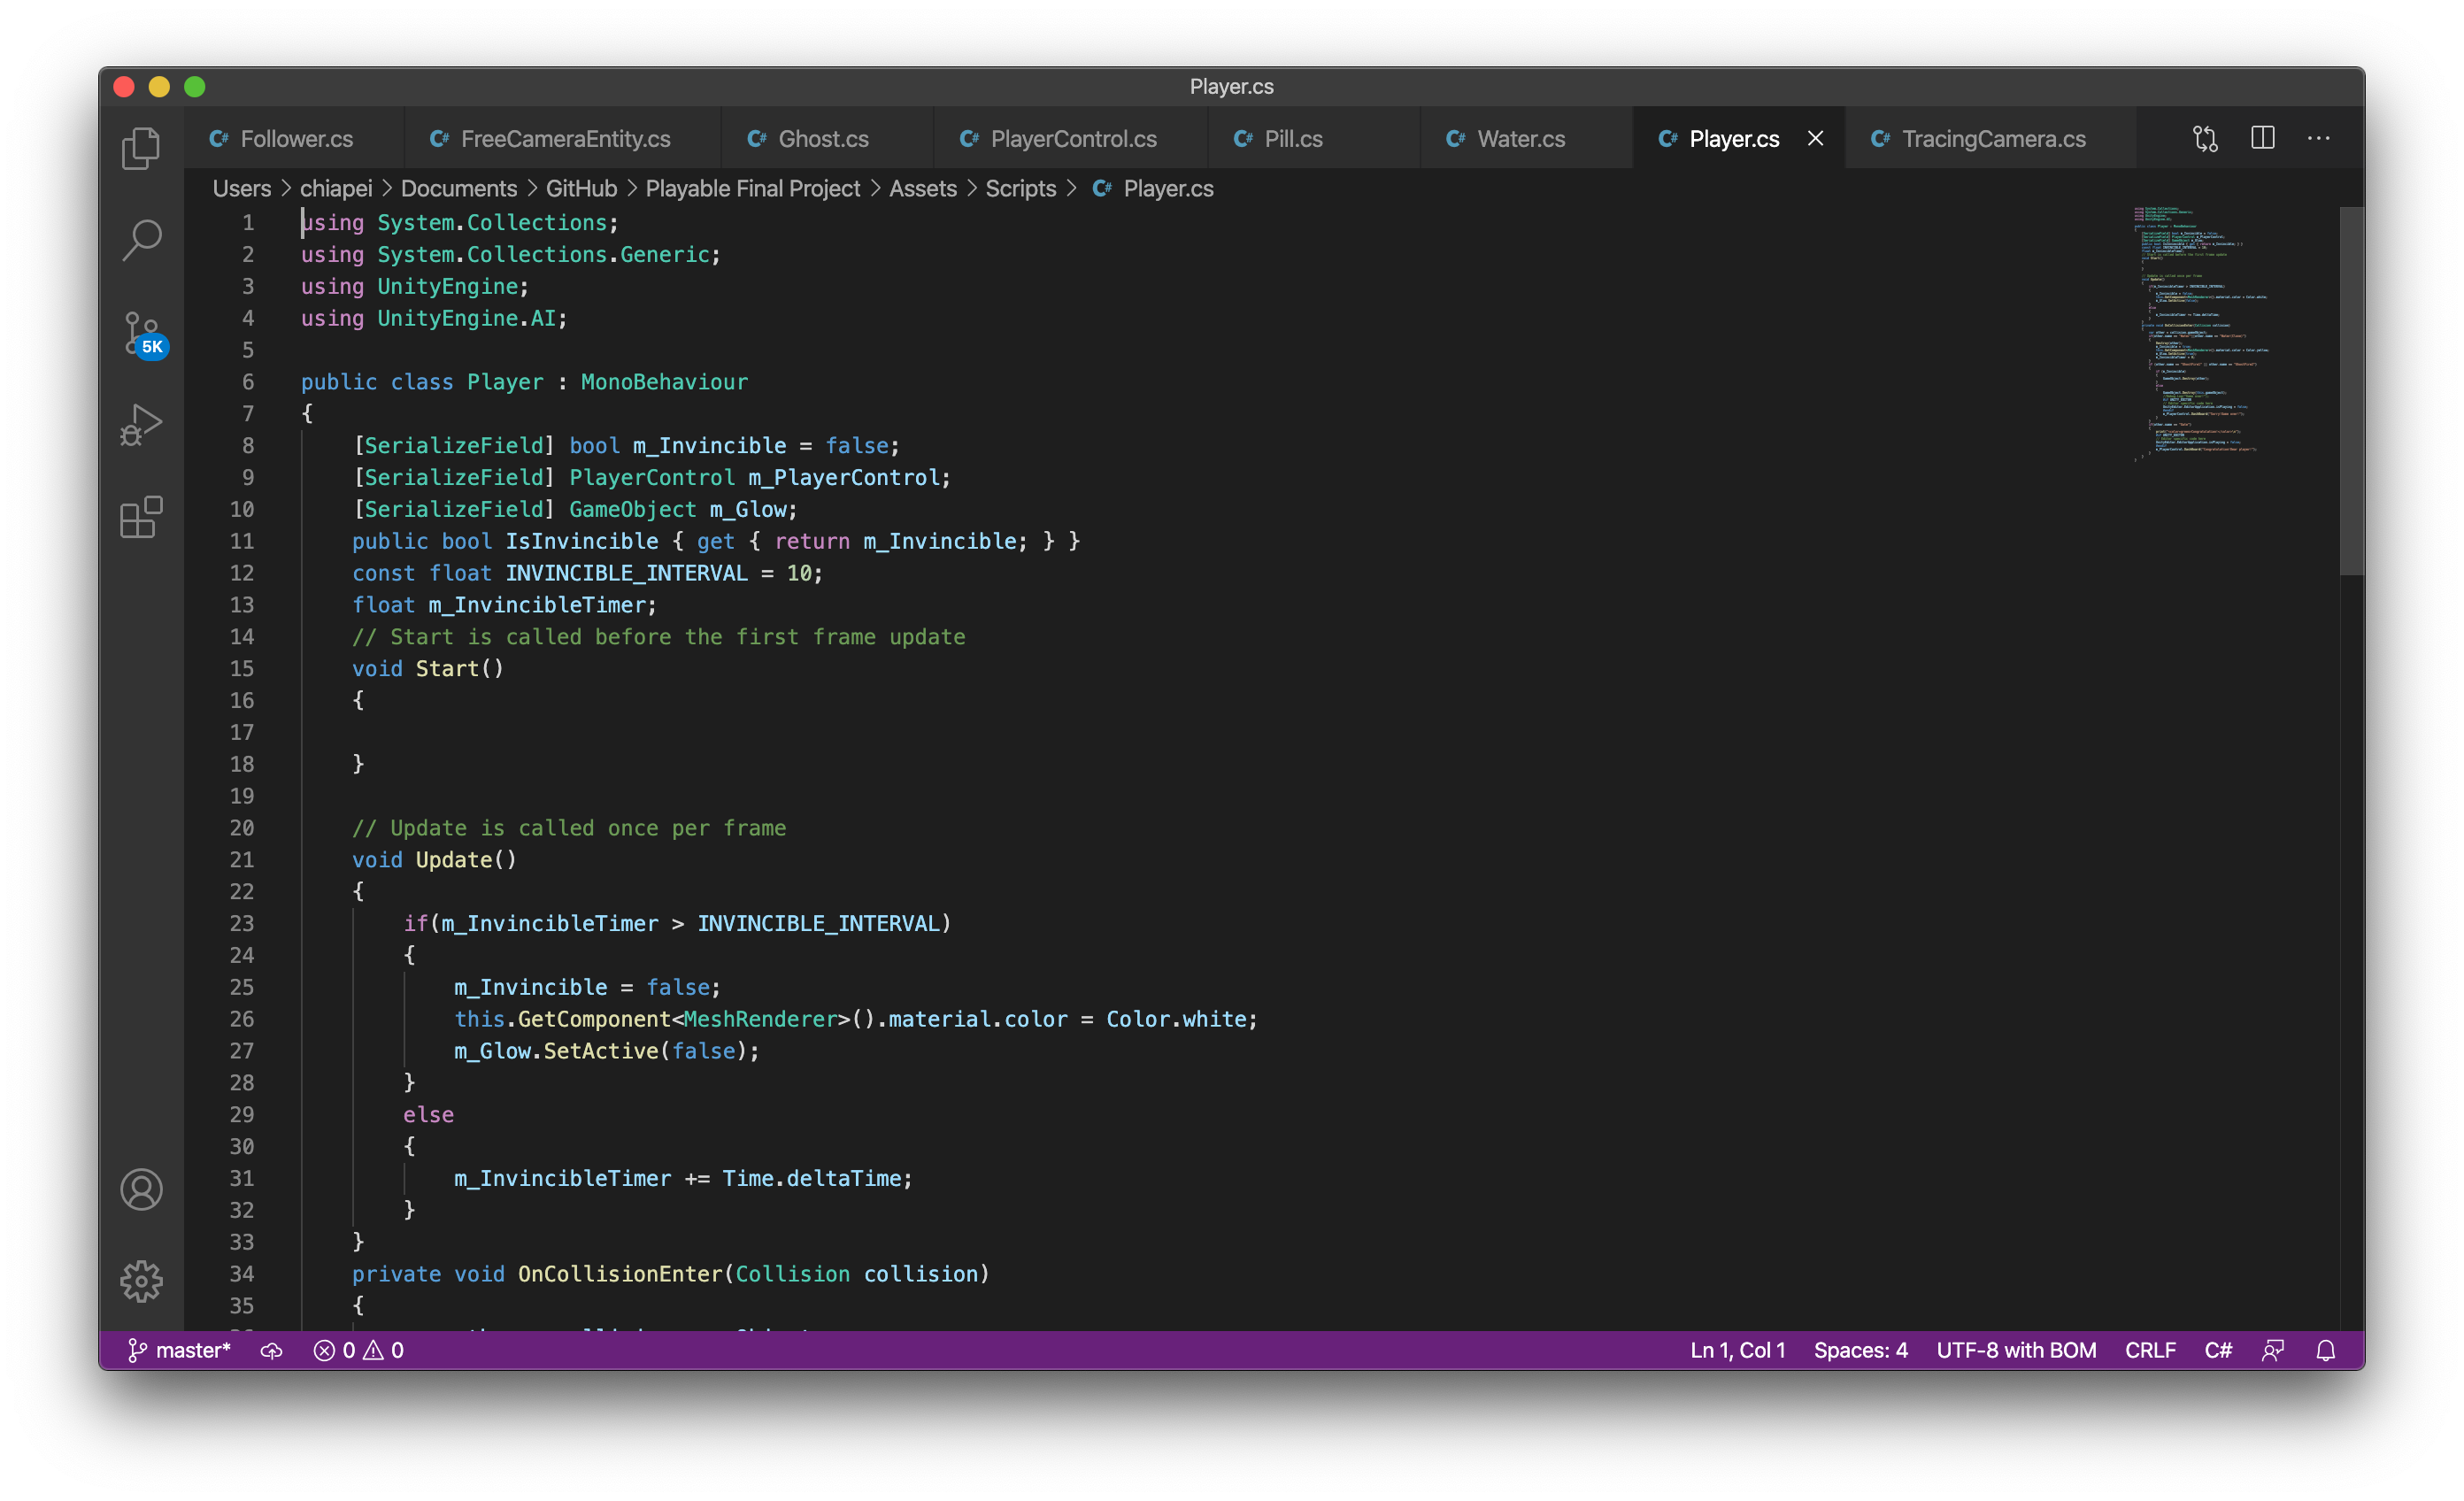 Player.cs
Follower.cs FreeCameraEntity.cs Ghost.cs PlayerControl.cs Pill.cs Water.cs Player.cs TracingCamera.cs
Users > chiapei > Documents > GitHub > Playable Final Project > Assets > Scripts > Player.cs
1 using System.Collections;
2 using System.Collections.Generic;
3 using UnityEngine;
4 using UnityEngine.AI;
5
6 public class Player : MonoBehaviour
7 {
8 [SerializeField] bool m_Invincible = false;
9 [SerializeField] PlayerControl m_PlayerControl;
10 [SerializeField] GameObject m_Glow;
11 public bool IsInvincible { get { return m_Invincible; } }
12 const float INVINCIBLE_INTERVAL = 10;
13 float m_InvincibleTimer;
14 // Start is called before the first frame update
15 void Start()
16 {
17
18 }
19
20 // Update is called once per frame
21 void Update()
22 {
23 if(m_InvincibleTimer > INVINCIBLE_INTERVAL)
24 {
25 m_Invincible = false;
26 this.GetComponent<MeshRenderer>().material.color = Color.white;
27 m_Glow.SetActive(false);
28 }
29 else
30 {
31 m_InvincibleTimer += Time.deltaTime;
32 }
33 }
34 private void OnCollisionEnter(Collision collision)
35 {
5K
master* 0 0 Ln 1, Col 1 Spaces: 4 UTF-8 with BOM CRLF C#